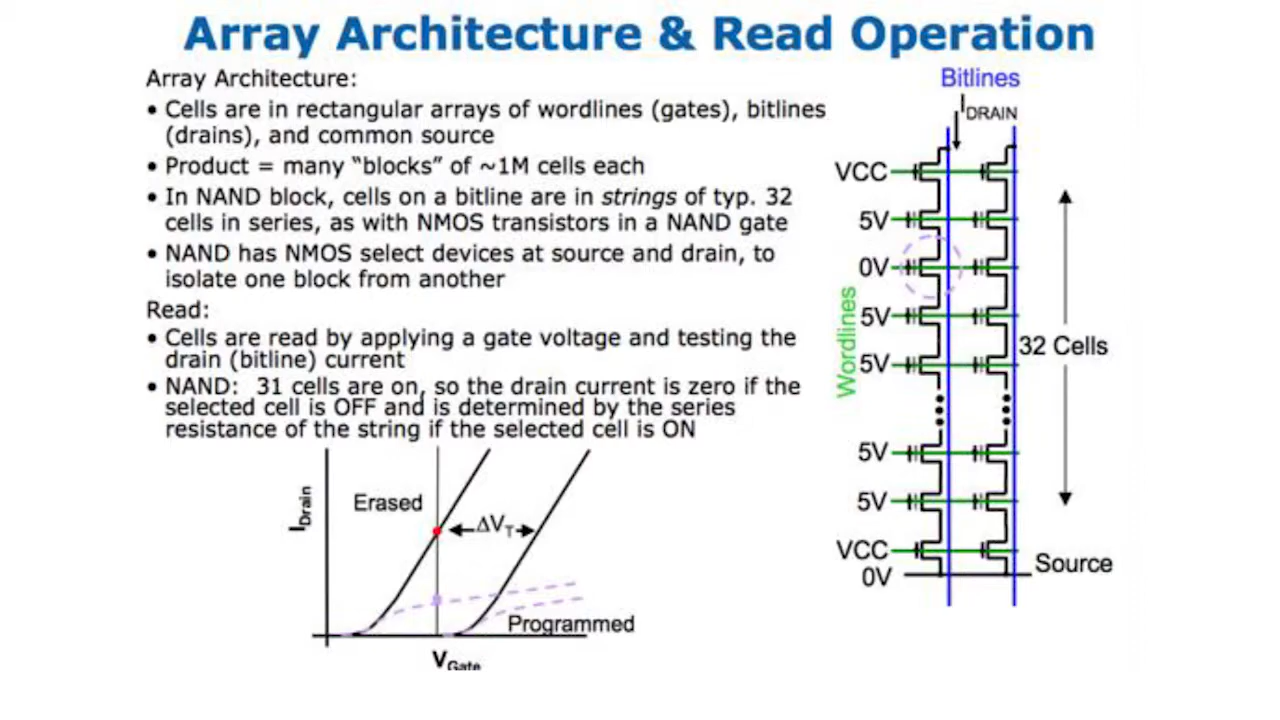 Array Architecture & Read Operation
Array Architecture:
• Cells are in rectangular arrays of wordlines (gates), bitlines
(drains), and common source
• Product = many “blocks” of ~1M cells each
• In NAND block, cells on a bitline are in strings of typ. 32
cells in series, as with NMOS transistors in a NAND gate
• NAND has NMOS select devices at source and drain, to
isolate one block from another
Read:
• Cells are read by applying a gate voltage and testing the
drain (bitline) current
• NAND: 31 cells are on, so the drain current is zero if the
selected cell is OFF and is determined by the series
resistance of the string if the selected cell is ON
IDrain
Erased
ΔVT
Programmed
VGate
Bitlines
IDRAIN
VCC
5V
0V
5V
5V
5V
5V
VCC
0V
Wordlines
32 Cells
Source